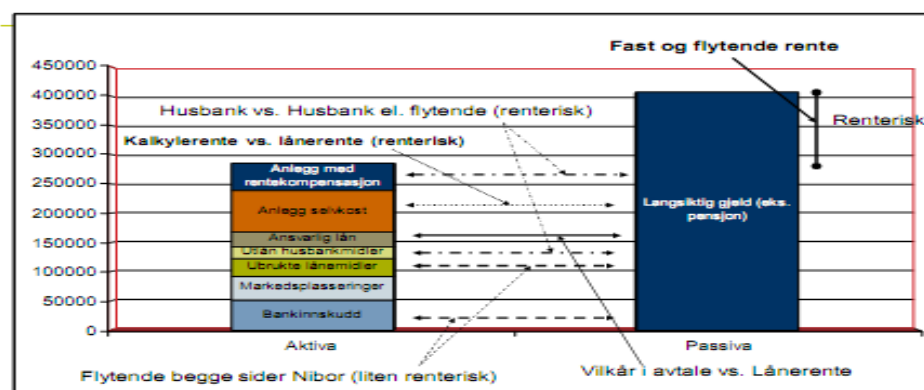 Fast og flytende rente
450000
400000
350000
300000
250000
200000
150000
100000
50000
0
Husbank vs. Husbank el. flytende (renterisk)
Kalkylerente vs. lånerente (renterisk)
Renterisk
Anlegg med
rentekompensasjon
Anlegg selvkost
Ansvarlig lån
Utlån husbankmidler
Ubrukte lånemidler
Markedsplasseringer
Bankinnskudd
Langsiktig gjeld (eks.
pensjon)
Aktiva
Passiva
Flytende begge sider Nibor (liten renterisk)
Vilkår i avtale vs. Lånerente